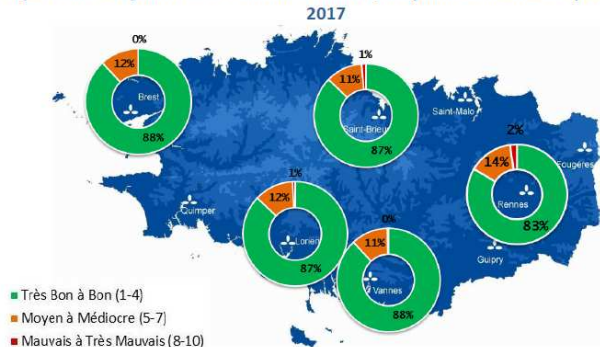 2017
0%
12%
Brest
88%
1%
11%
Saint-Brieu
87%
Saint-Malo
2%
14%
Fougères
Rennes
83%
1%
12%
Quimper
Lorien
87%
0%
11%
Guipry
Vannes
88%
Très Bon à Bon (1-4)
Moyen à Médiocre (5-7)
Mauvais à Très Mauvais (8-10)